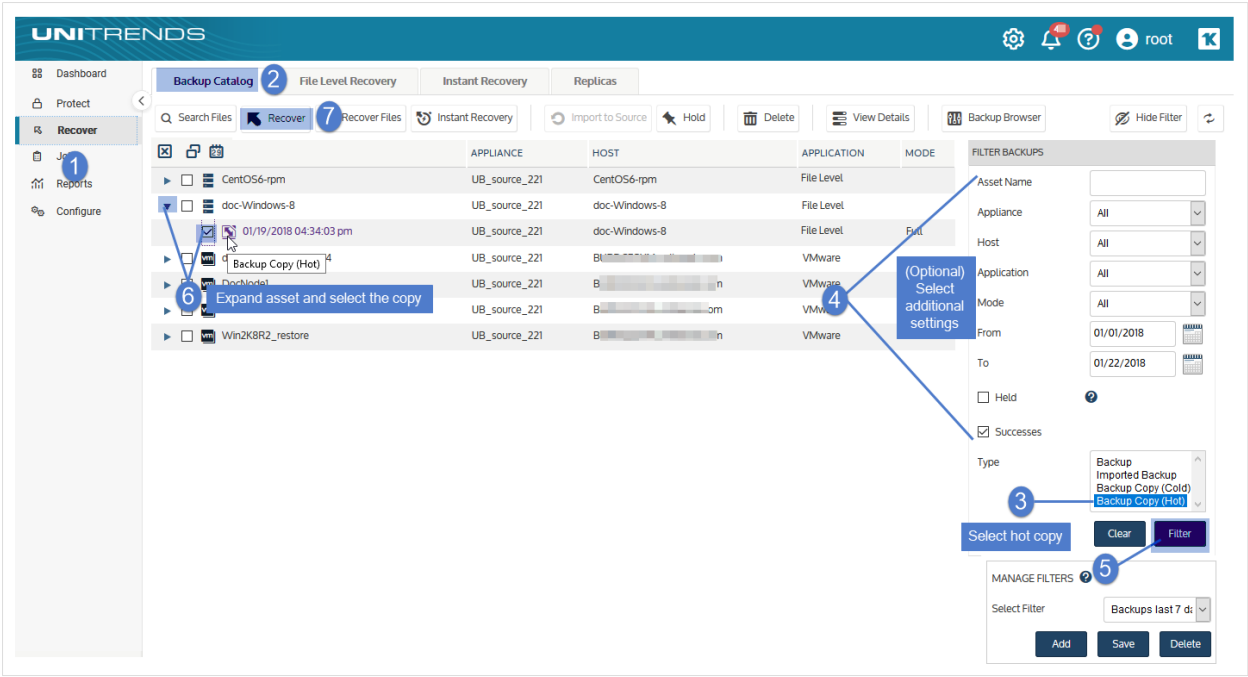 UNITRENDS
root
Dashboard
Protect
Recover
1
Reports
Configure
Backup Catalog
2
File Level Recovery
Instant Recovery
Replicas
Search Files
Recover
7
Recover Files
Instant Recovery
Import to Source
Hold
Delete
View Details
Backup Browser
Hide Filter
APPLIANCE
HOST
APPLICATION
MODE
CentOS6-rpm
UB_source_221
CentOS6-rpm
File Level
doc-Windows-8
UB_source_221
doc-Windows-8
File Level
01/19/2018 04:34:03 pm
UB_source_221
doc-Windows-8
File Level
Full
Backup Copy (Hot)
UB_source_221
VMware
DocNode1
UB_source_221
VMware
6
Expand asset and select the copy
UB_source_221
Win2K8R2_restore
UB_source_221
VMware
FILTER BACKUPS
Asset Name
Appliance
All
Host
All
Application
All
Mode
All
From
01/01/2018
To
01/22/2018
Held
Successes
Type
Backup
Imported Backup
Backup Copy (Cold)
Backup Copy (Hot)
4
(Optional)
Select
additional
settings
3
Select hot copy
Clear
Filter
5
MANAGE FILTERS
Select Filter
Backups last 7 da
Add
Save
Delete